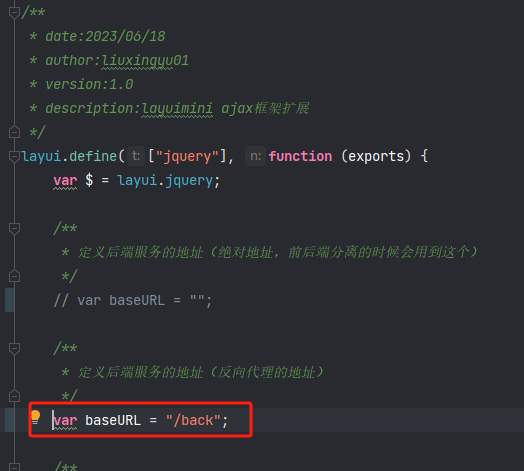 /**
* date:2023/06/18
* author:liuxingyu01
* version:1.0
* description:layuimini ajax框架扩展
*/
layui.define( t: ["jquery"], n: function (exports) {
var $ = layui.jquery;
/**
* 定义后端服务的地址（绝对地址，前后端分离的时候会用到这个）
*/
// var baseURL = "";
/**
* 定义后端服务的地址（反向代理的地址）
*/
var baseURL = "/back";
/**